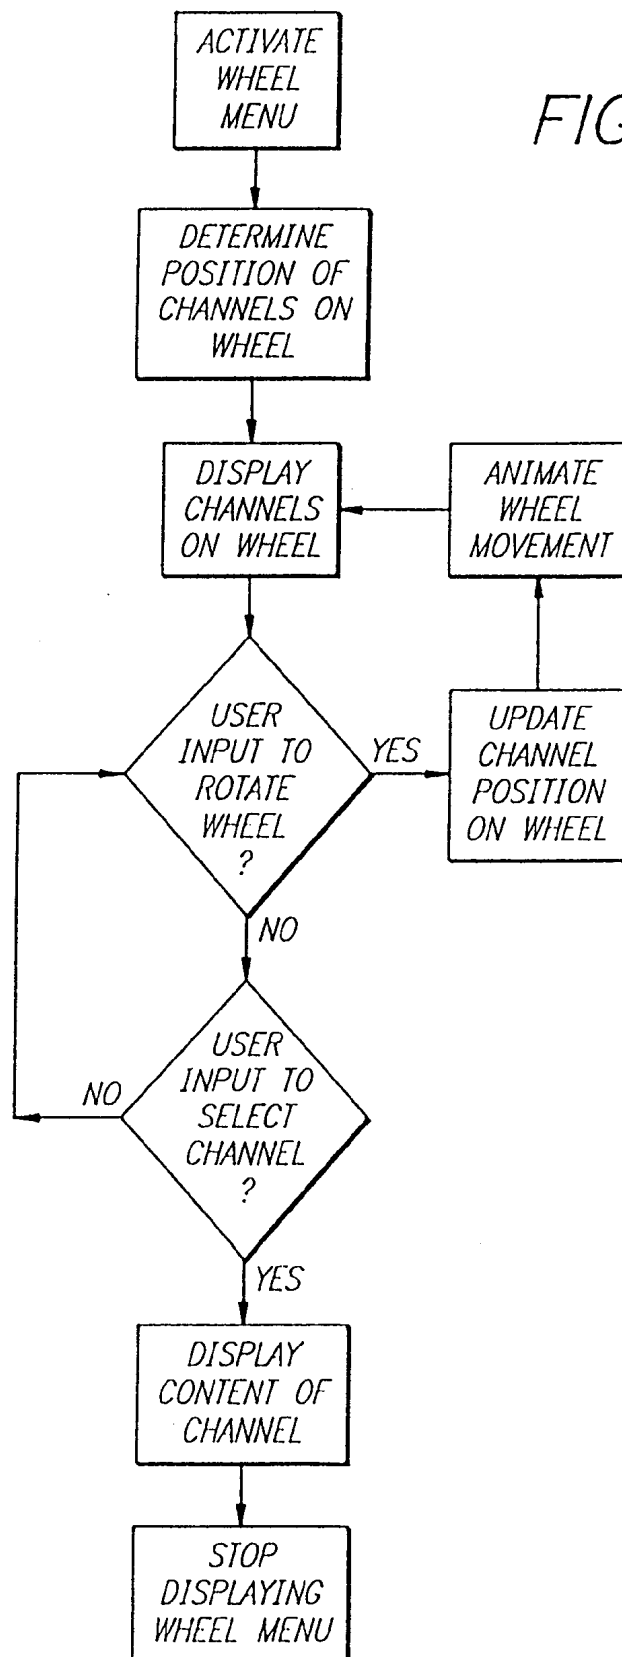 ACTIVATE
WHEEL
MENU
FIG
DETERMINE
POSITION OF
CHANNELS ON
WHEEL
DISPLAY
CHANNELS
ON WHEEL
ANIMATE
WHEEL
MOVEMENT
USER
INPUT TO
ROTATE
WHEEL
?
YES
UPDATE
CHANNEL
POSITION
ON WHEEL
NO
USER
INPUT TO
SELECT
CHANNEL
?
NO
YES
DISPLAY
CONTENT OF
CHANNEL
STOP
DISPLAYING
WHEEL MENU